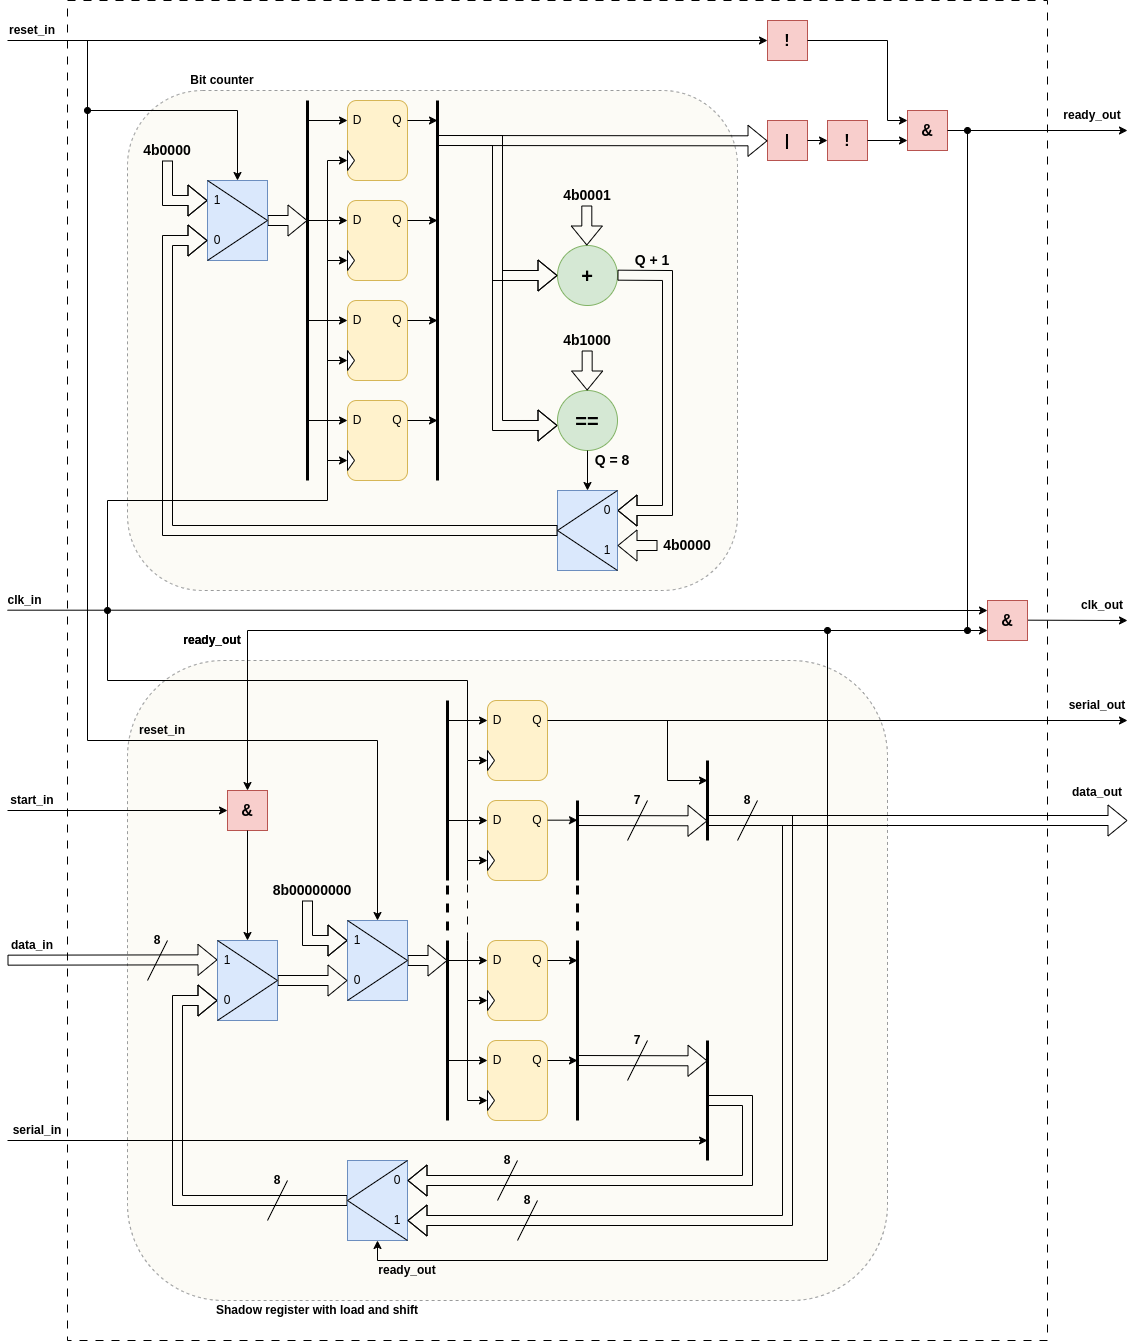 reset_in
!
Bit counter
ready_out
D Q
&
| !
4b0000
4b0001
1
D Q
0
+
Q + 1
D Q
4b1000
D Q
==
Q = 8
0
4b0000
1
clk_in
clk_out
&
ready_out
serial_out
D Q
reset_in
start_in
&
7
8
data_out
D Q
8b00000000
data_in
8
1
0
1
0
D Q
7
D Q
serial_in
8
0
8
8
1
ready_out
Shadow register with load and shift